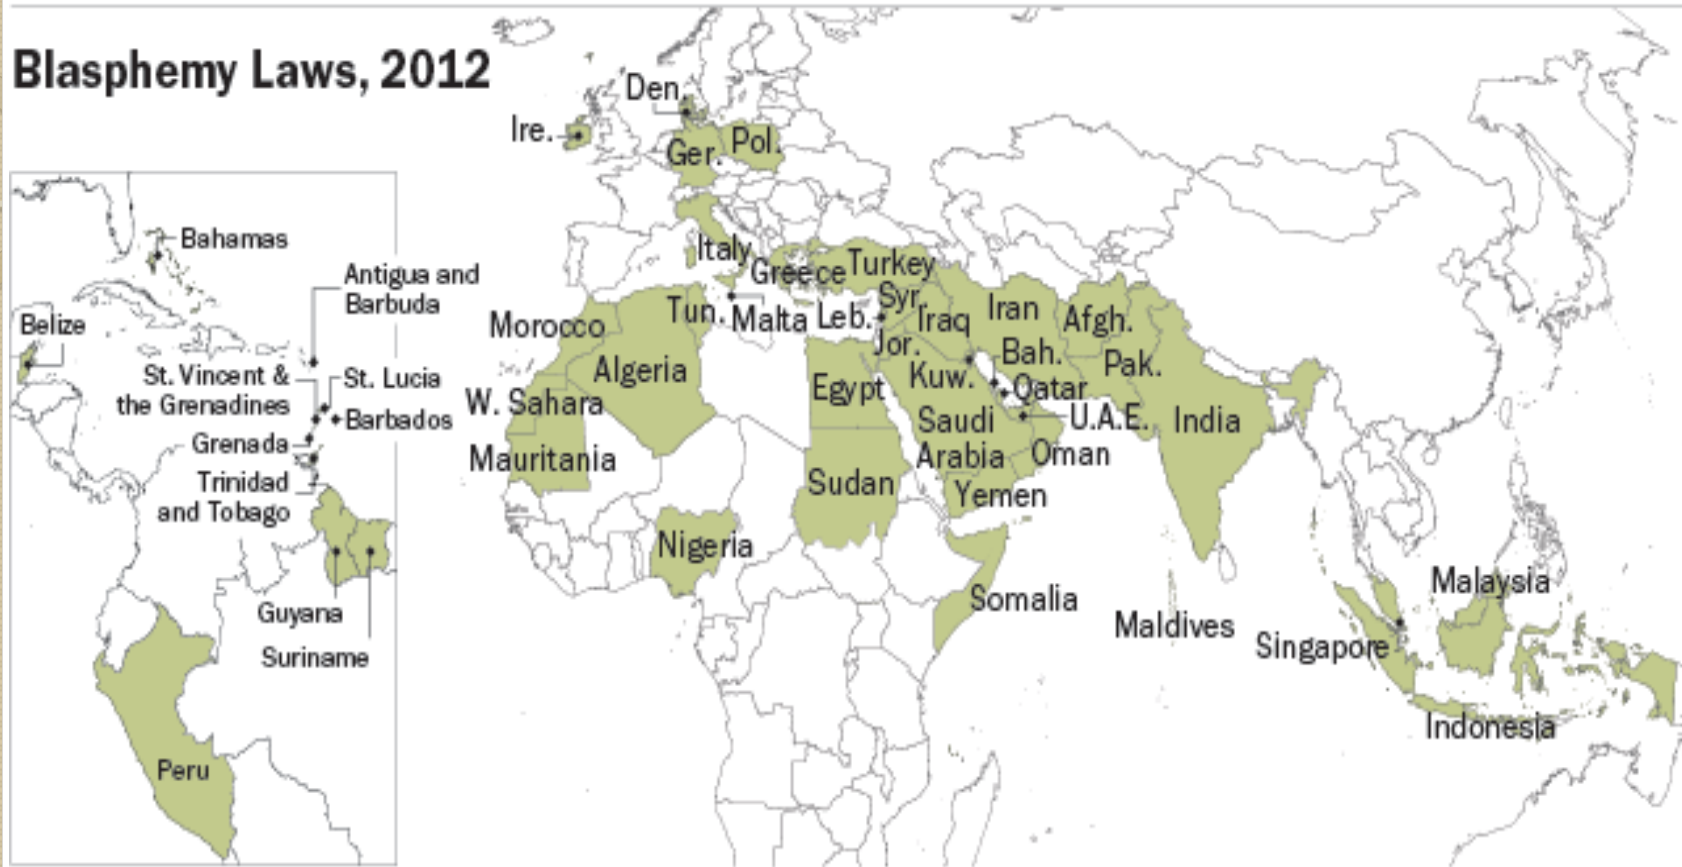 Blasphemy Laws, 2012
Den.
Ire.
Ger.
Pol.
Italy
Greece
Turkey
Tun.
Malta
Leb.
Syr.
Iraq
Iran
Afgh.
Morocco
Jor.
Bah.
Pak.
Algeria
Egypt
Kuw.
Qatar
W. Sahara
Saudi
Arabia
U.A.E.
India
Mauritania
Oman
Sudan
Yemen
Nigeria
Somalia
Maldives
Malaysia
Singapore
Indonesia
Bahamas
Antigua and
Barbuda
Belize
St. Vincent &
the Grenadines
St. Lucia
Barbados
Grenada
Trinidad
and Tobago
Guyana
Suriname
Peru